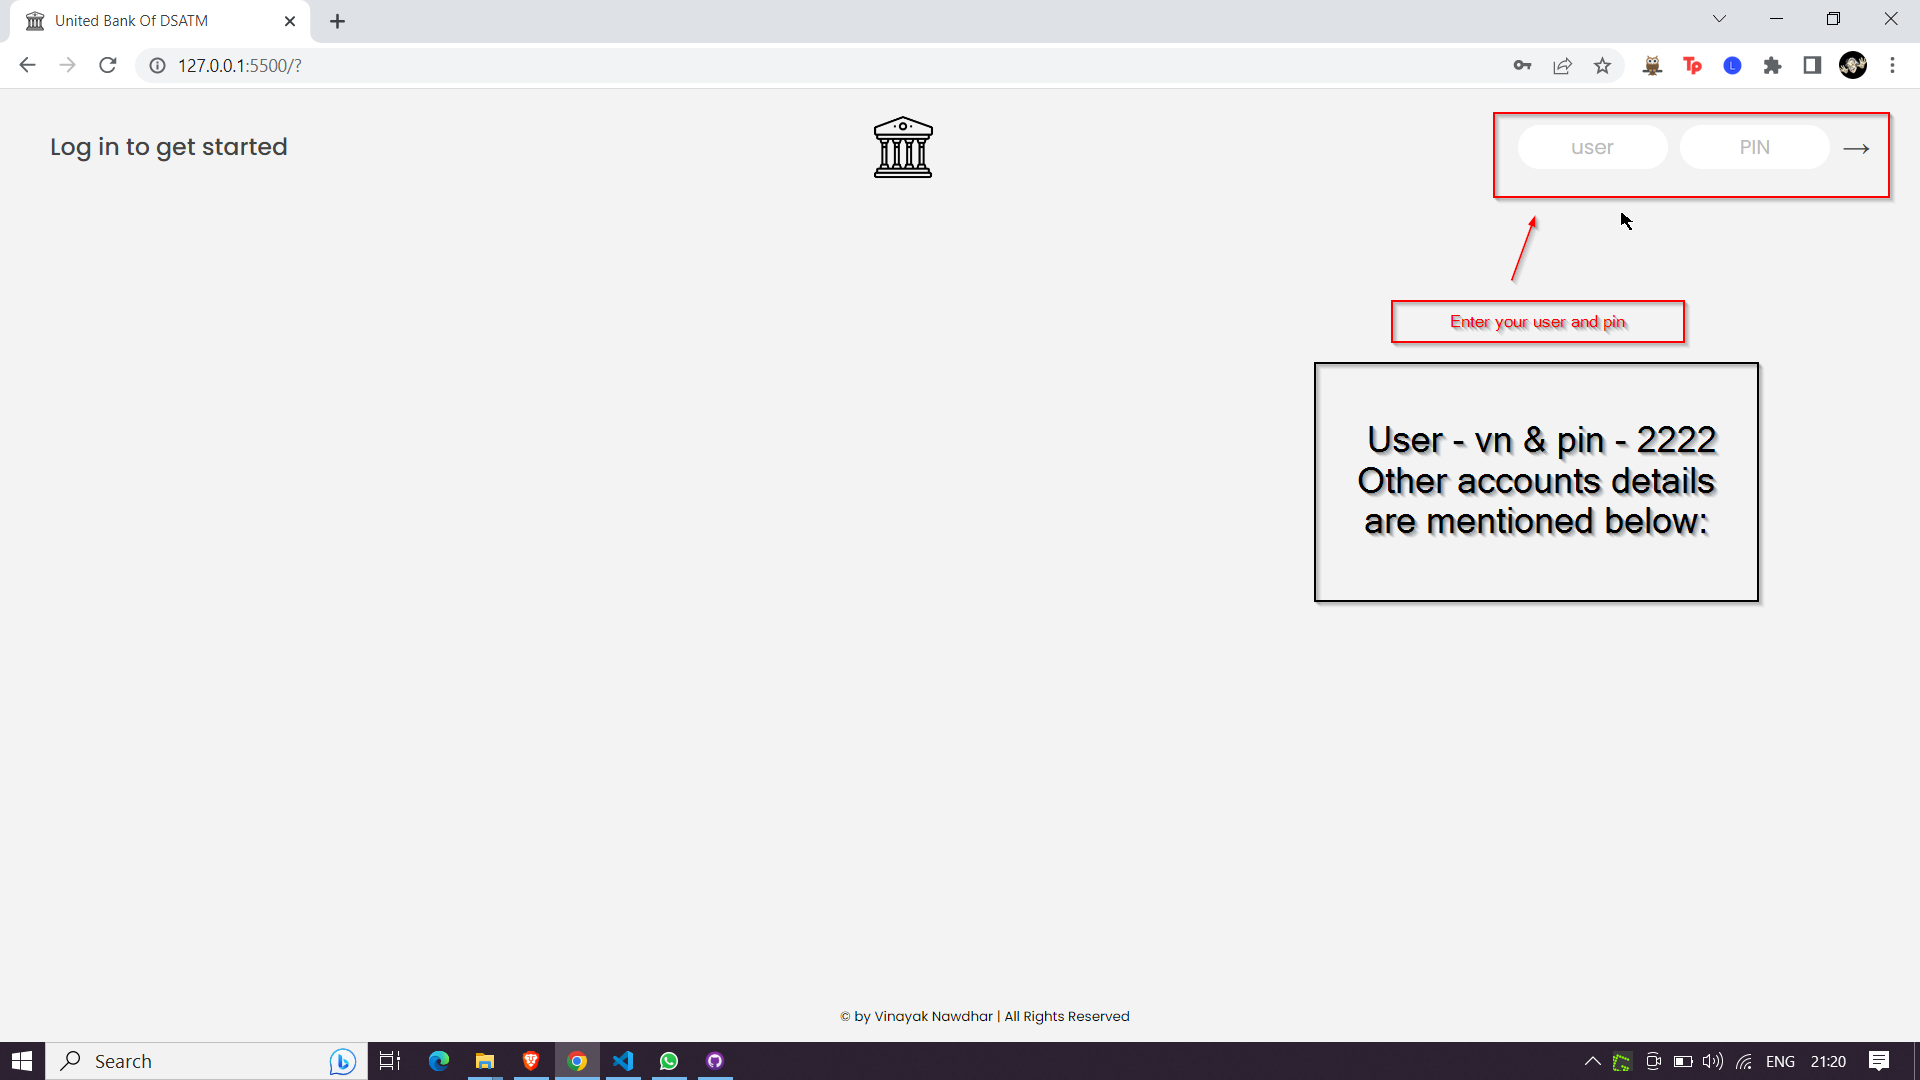 United Bank Of DSATM
127.0.0.1:5500/?
Tp
L
Log in to get started
user
PIN
→
Enter your user and pin
User - vn & pin - 2222
Other accounts details
are mentioned below:
© by Vinayak Nawdhar | All Rights Reserved
Search
ENG
21:20